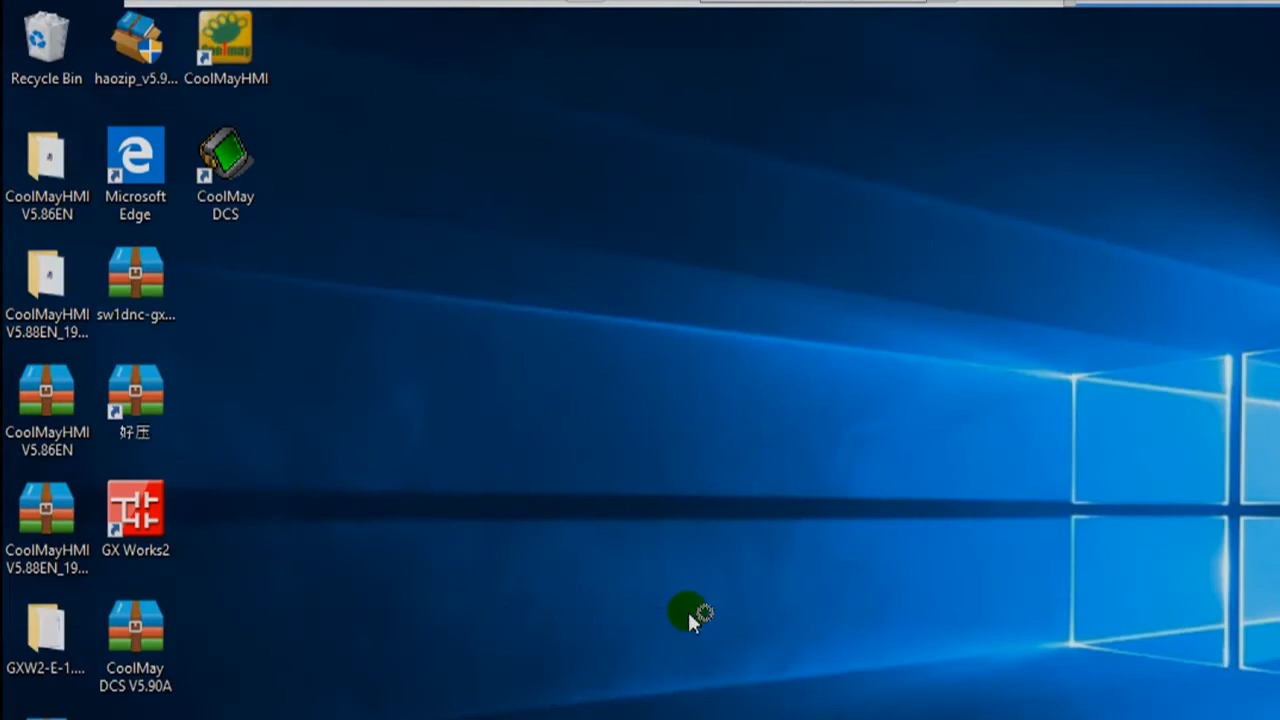 Recycle Bin
haozip_v5.9...
CoolMayHMI
CoolMayHMI
V5.86EN
Microsoft
Edge
CoolMay
DCS
CoolMayHMI
V5.88EN_19...
sw1dnc-gx...
CoolMayHMI
V5.86EN
好压
CoolMayHMI
V5.88EN_19...
GX Works2
GXW2-E-1....
CoolMay
DCS V5.90A